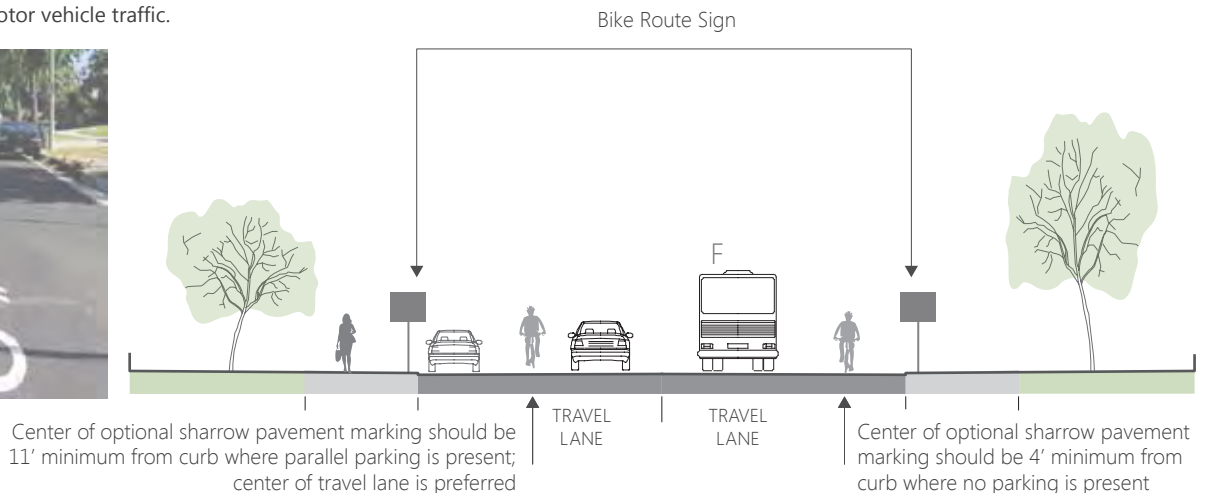 otor vehicle traffic.
Bike Route Sign
F
TRAVEL
LANE
TRAVEL
LANE
Center of optional sharrow pavement marking should be
11’ minimum from curb where parallel parking is present;
center of travel lane is preferred
Center of optional sharrow pavement
marking should be 4’ minimum from
curb where no parking is present